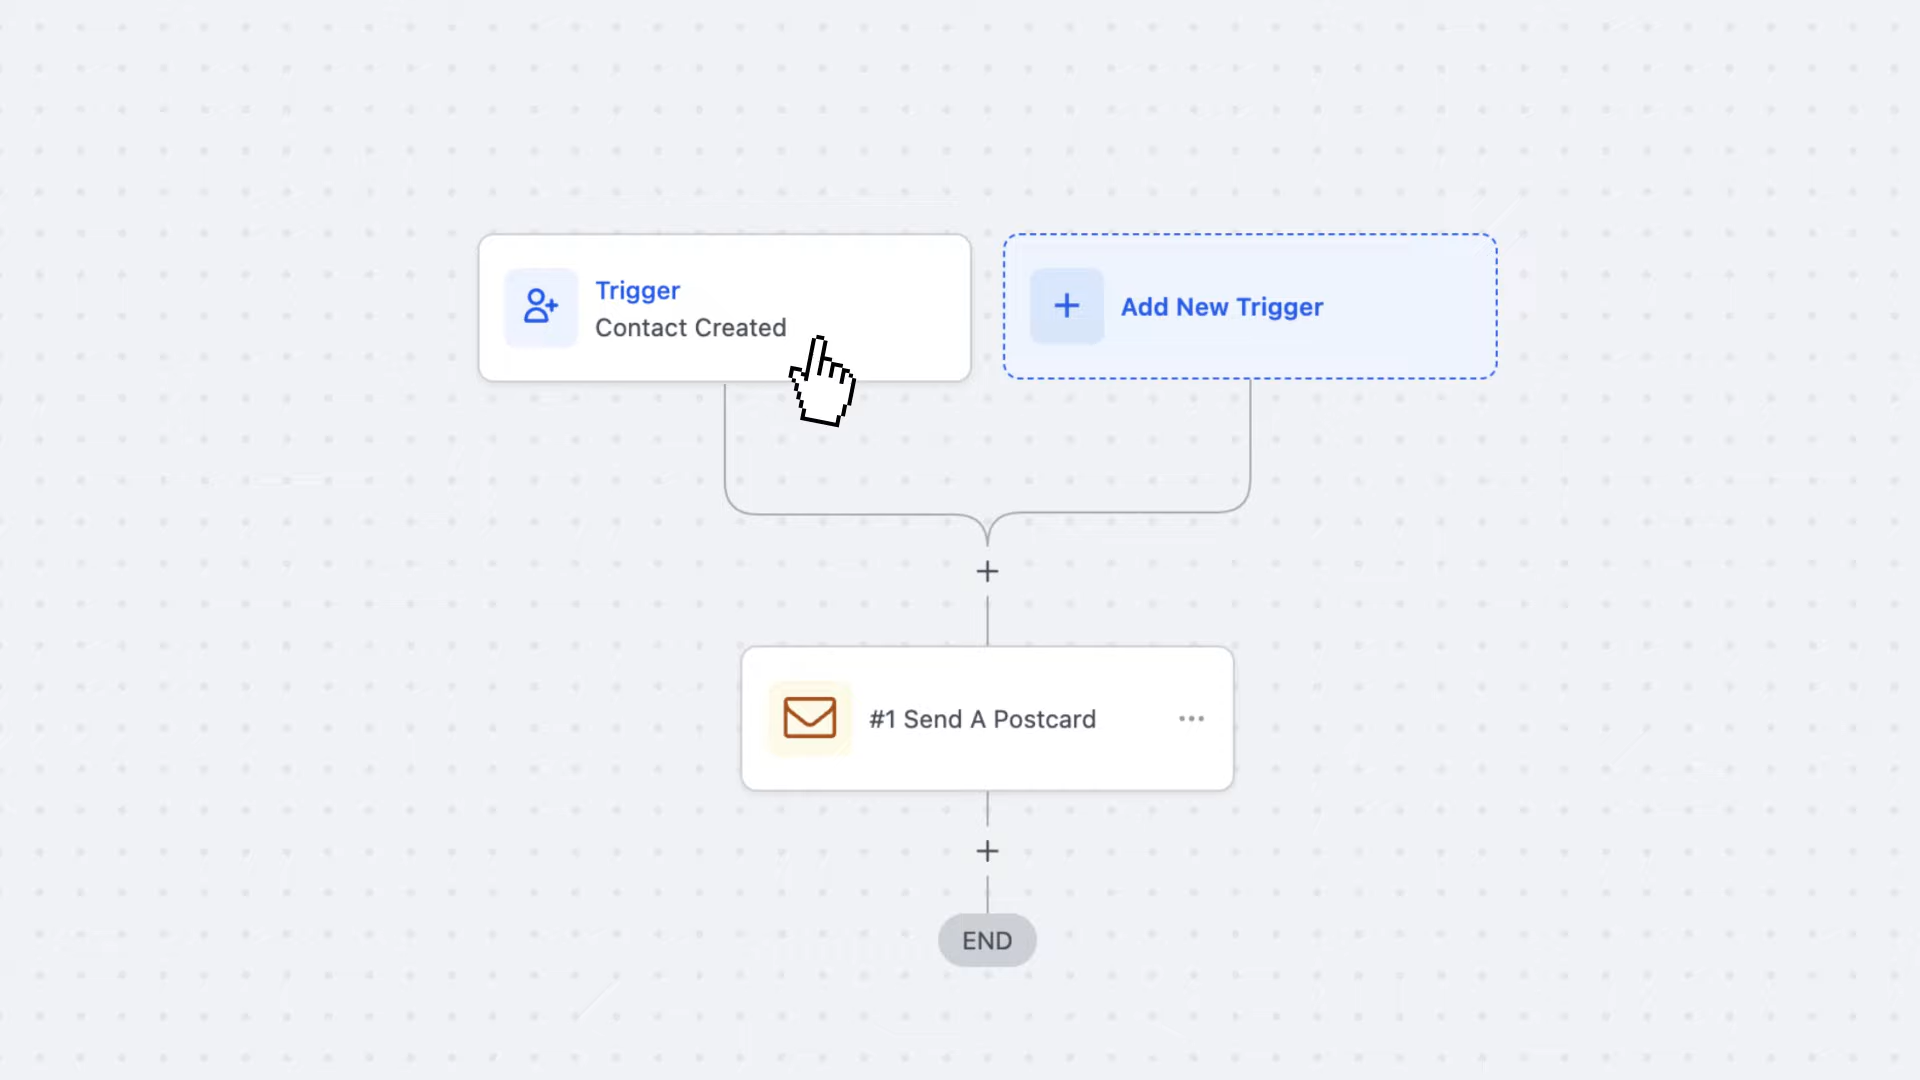 Trigger
Contact Created
Add New Trigger
#1 Send A Postcard
END